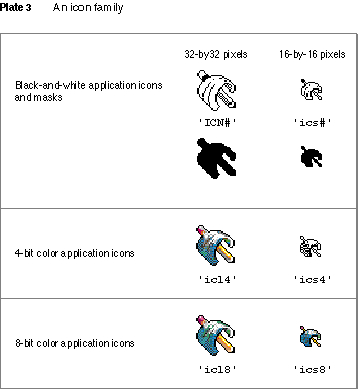 Plate 3 An icon family
32-by32 pixels 16-by-16 pixels
Black-and-white application icons
and masks
'ICN#' 'ics#'
4-bit color application icons
'icl4' 'ics4'
8-bit color application icons
'icl8' 'ics8'